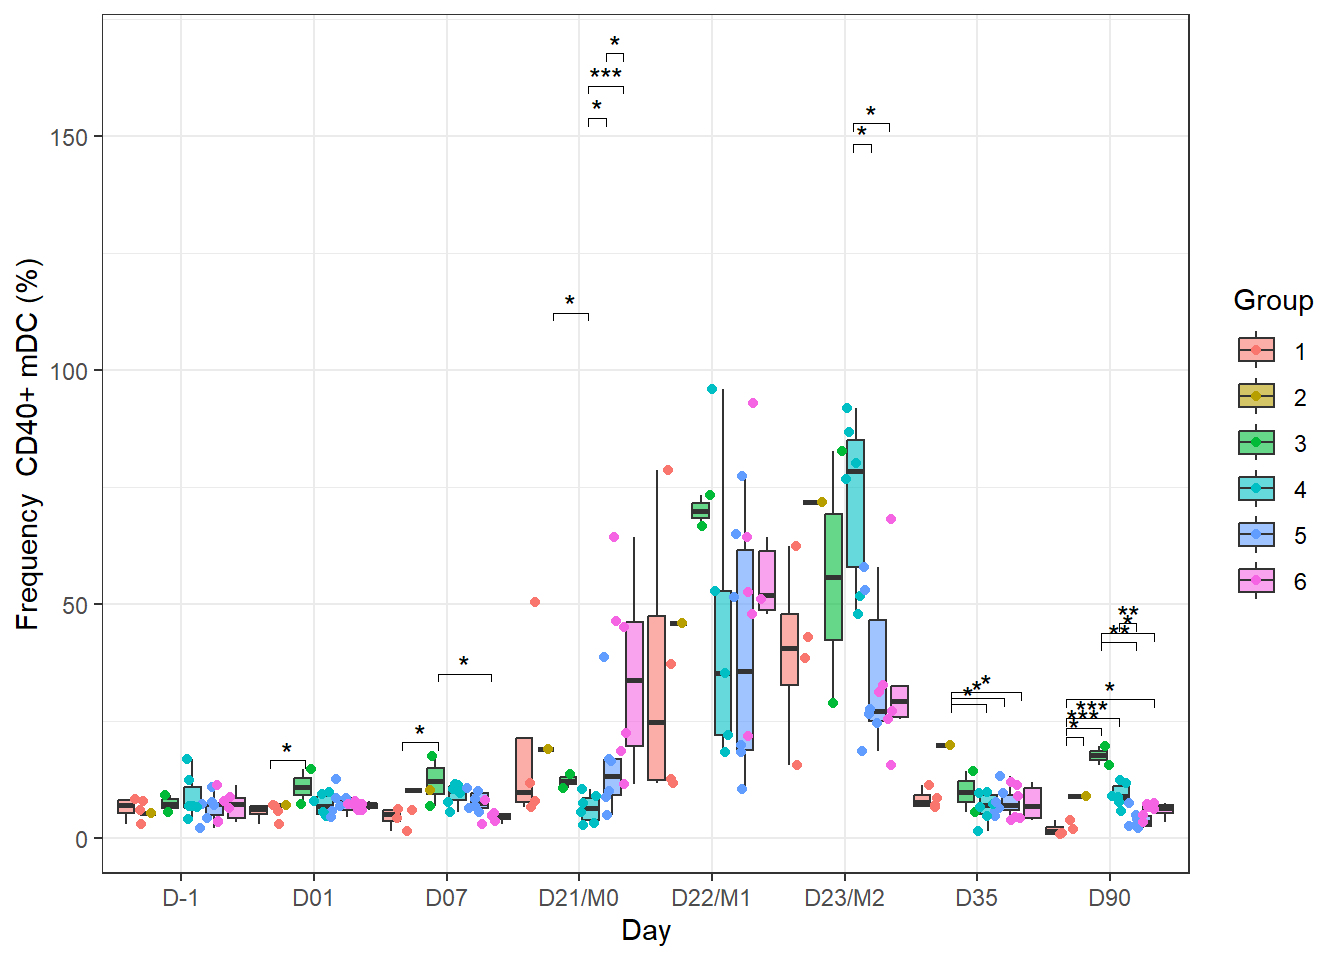 *
***
*
*
*
150
*
100
Group
1
2
3
4
5
6
Frequency  CD40+ mDC (%)
50
**
*
**
*
*
*
*
*
*
***
***
*
*
*
0
D-1
D01
D07
D21/M0
D22/M1
D23/M2
D35
D90
Day